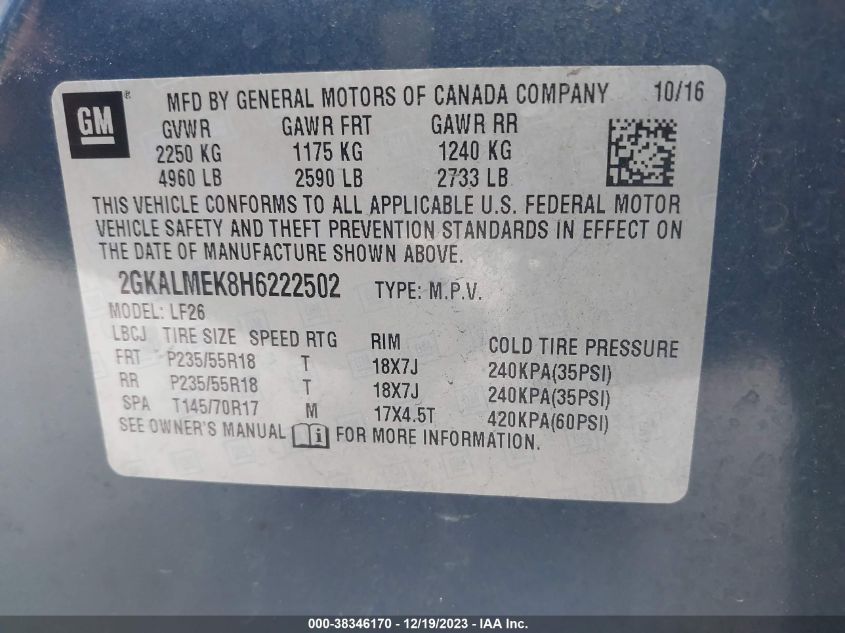 GM ® MFD BY GENERAL MOTORS OF CANADA COMPANY 10/16
GVWR GAWR FRT GAWR RR
2250 KG 1175 KG 1240 KG
4960 LB 2590 LB 2733 LB
THIS VEHICLE CONFORMS TO ALL APPLICABLE U.S. FEDERAL MOTOR
VEHICLE SAFETY AND THEFT PREVENTION STANDARDS IN EFFECT ON
THE DATE OF MANUFACTURE SHOWN ABOVE.
2GKALMEK8H6222502 TYPE: M.P.V.
MODEL: LF26
LBCJ TIRE SIZE SPEED RTG RIM COLD TIRE PRESSURE
FRT P235/55R18 T 18X7J 240KPA(35PSI)
RR P235/55R18 T 18X7J 240KPA(35PSI)
SPA T145/70R17 M 17X4.5T 420KPA(60PSI)
SEE OWNER'S MANUAL FOR MORE INFORMATION.
000-38346170 - 12/19/2023 - IAA Inc.